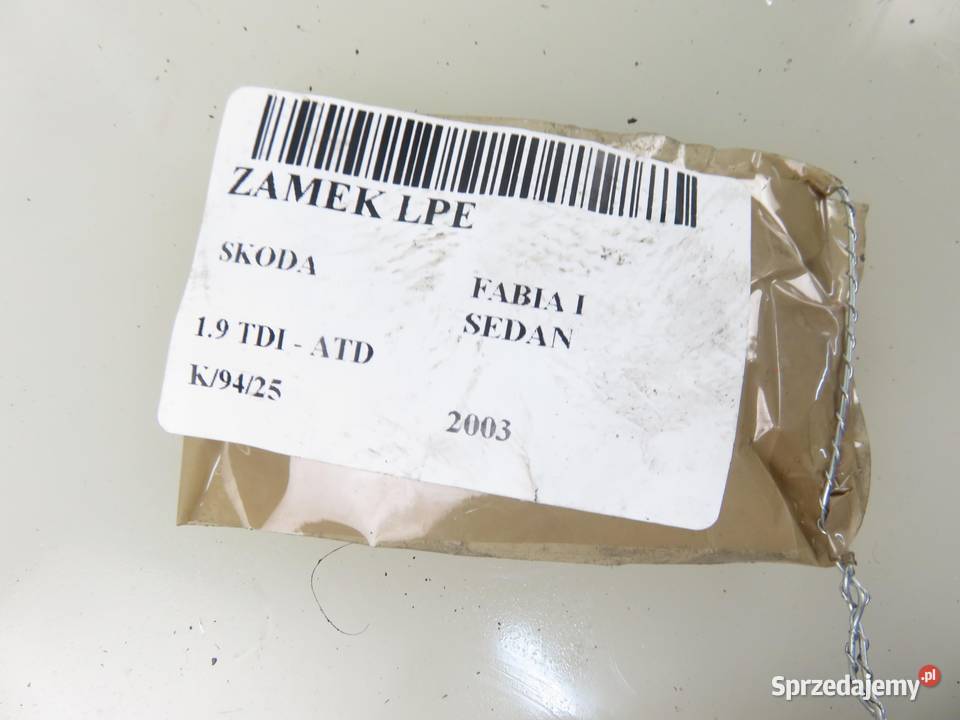 ZAMEK LPE
SKODA
FABIA I
SEDAN
1.9 TDI - ATD
K/94/25
2003
Sprzedajemy.pl